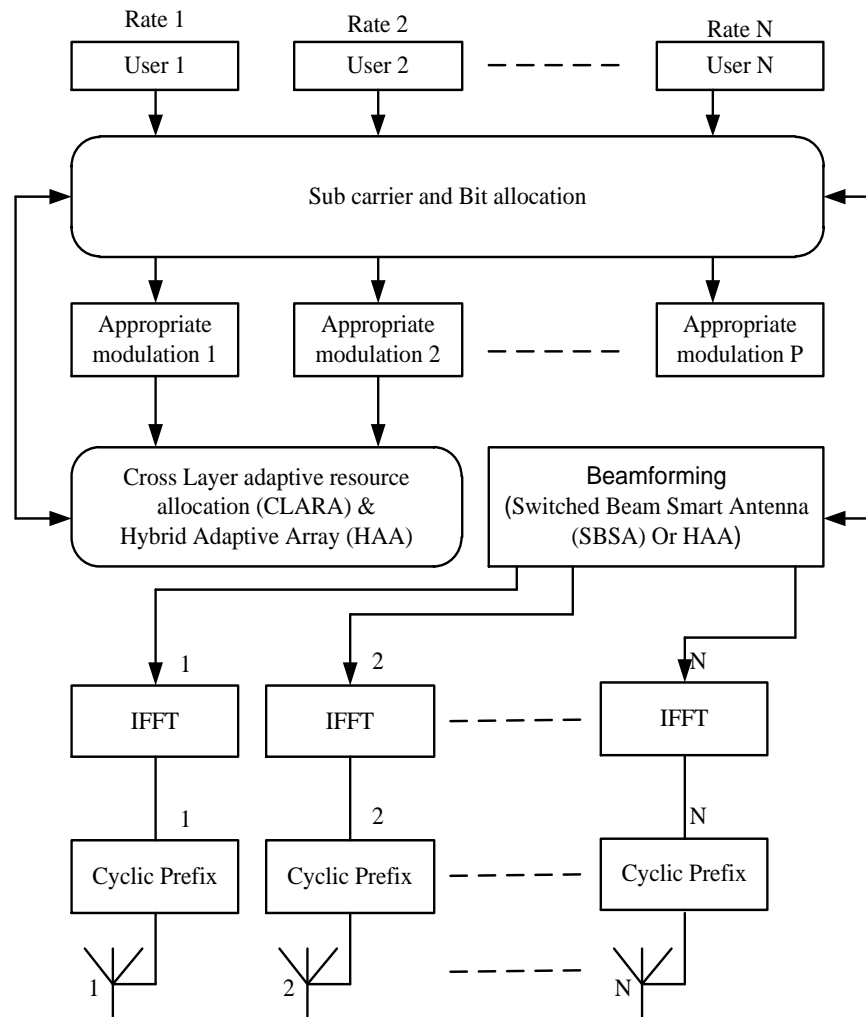 Rate 1
Rate 2
Rate N
User 1
User 2
User N
Sub carrier and Bit allocation
Appropriate
modulation 1
Appropriate
modulation 2
Appropriate
modulation P
Cross Layer adaptive resource
allocation (CLARA) &
Hybrid Adaptive Array (HAA)
Beamforming
(Switched Beam Smart Antenna
(SBSA) Or HAA)
1
2
N
IFFT
IFFT
IFFT
1
2
N
Cyclic Prefix
Cyclic Prefix
Cyclic Prefix
1
2
N